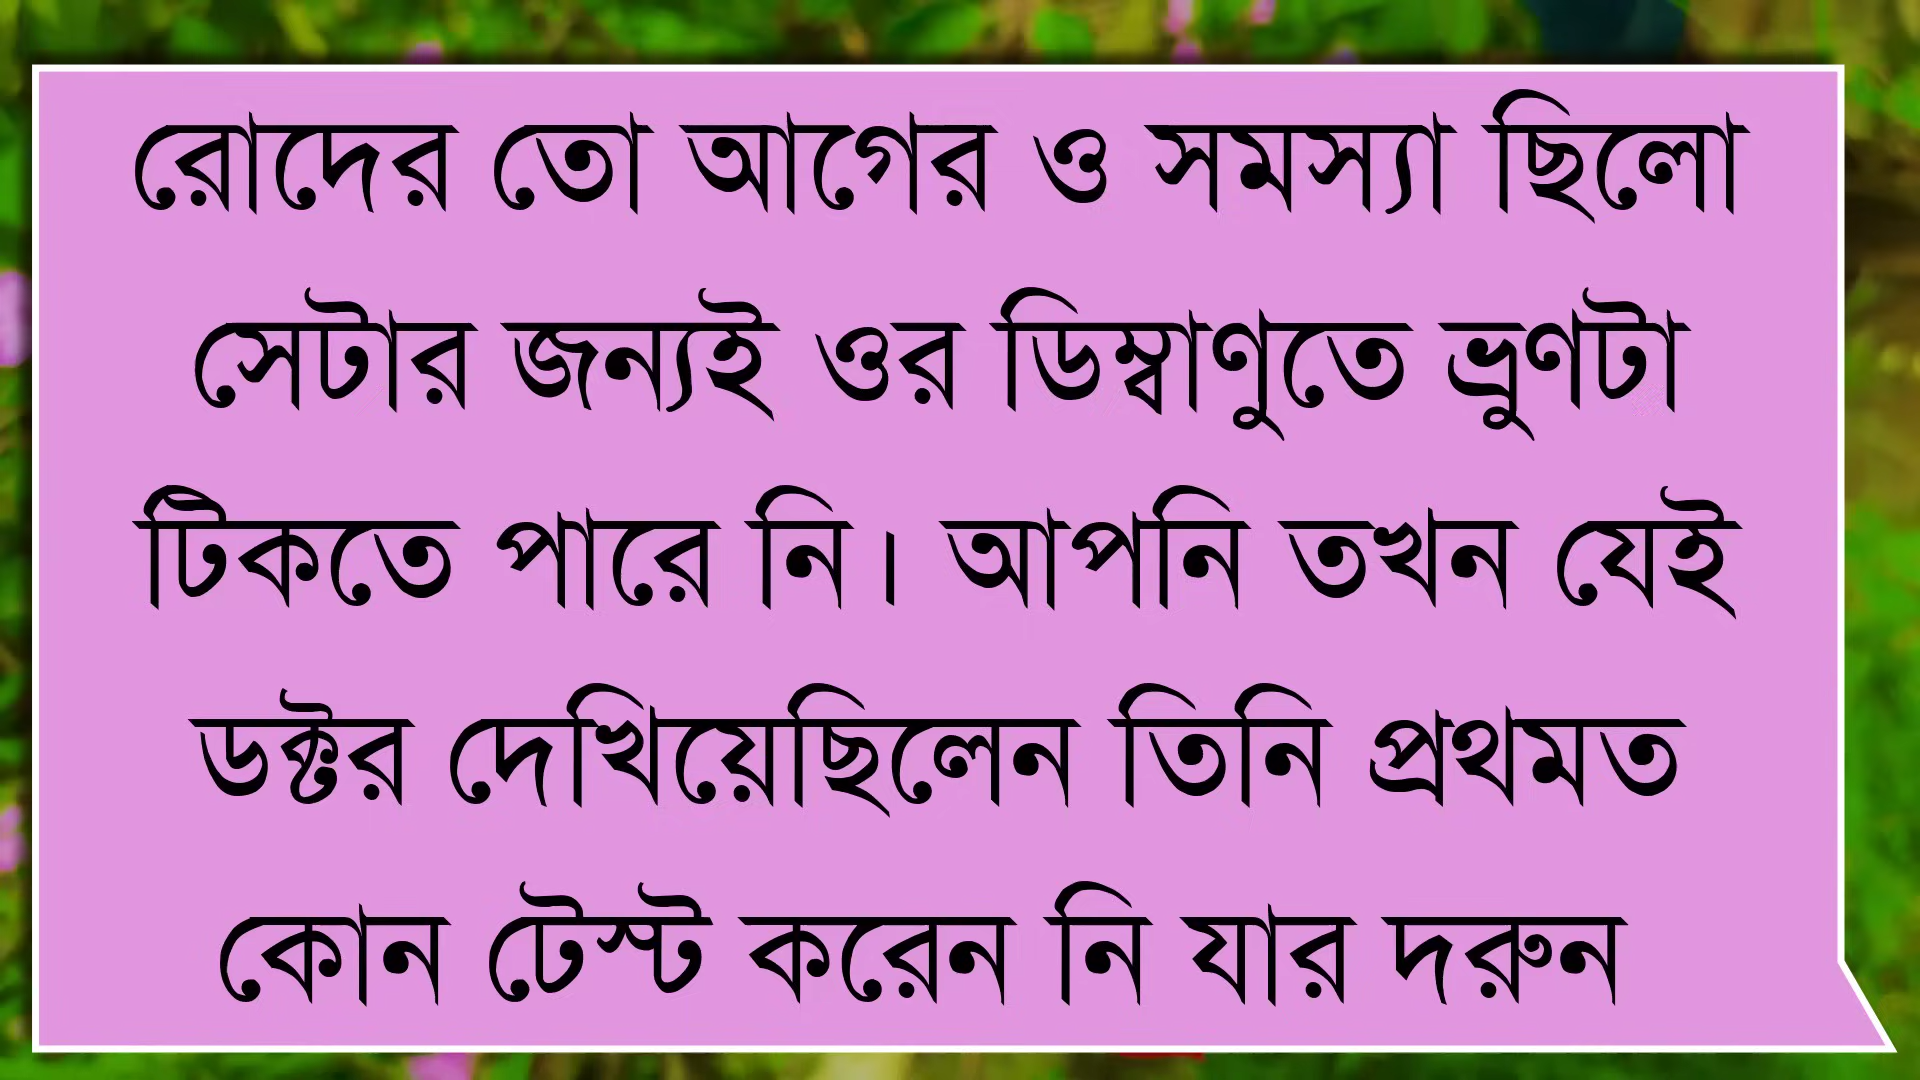 রোদের তো আগের ও সমস্যা ছিলো
সেটার জন্যই ওর ডিম্বাণুতে ভ্রুণটা
টিকতে পারে নি। আপনি তখন যেই
ডক্টর দেখিয়েছিলেন তিনি প্রথমত
কোন টেস্ট করেন নি যার দরুন